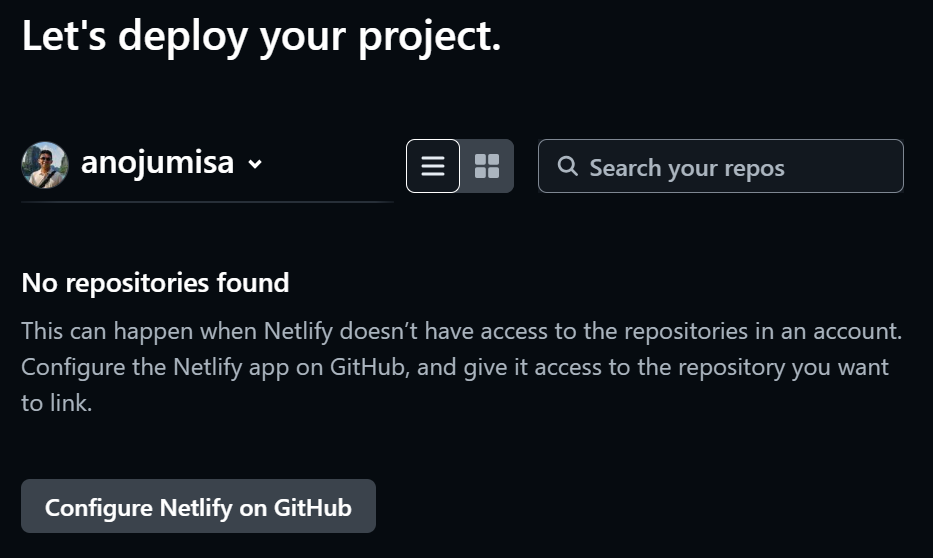 Let's deploy your project.
anojumisa
Search your repos
No repositories found
This can happen when Netlify doesn’t have access to the repositories in an account.
Configure the Netlify app on GitHub, and give it access to the repository you want
to link.
Configure Netlify on GitHub